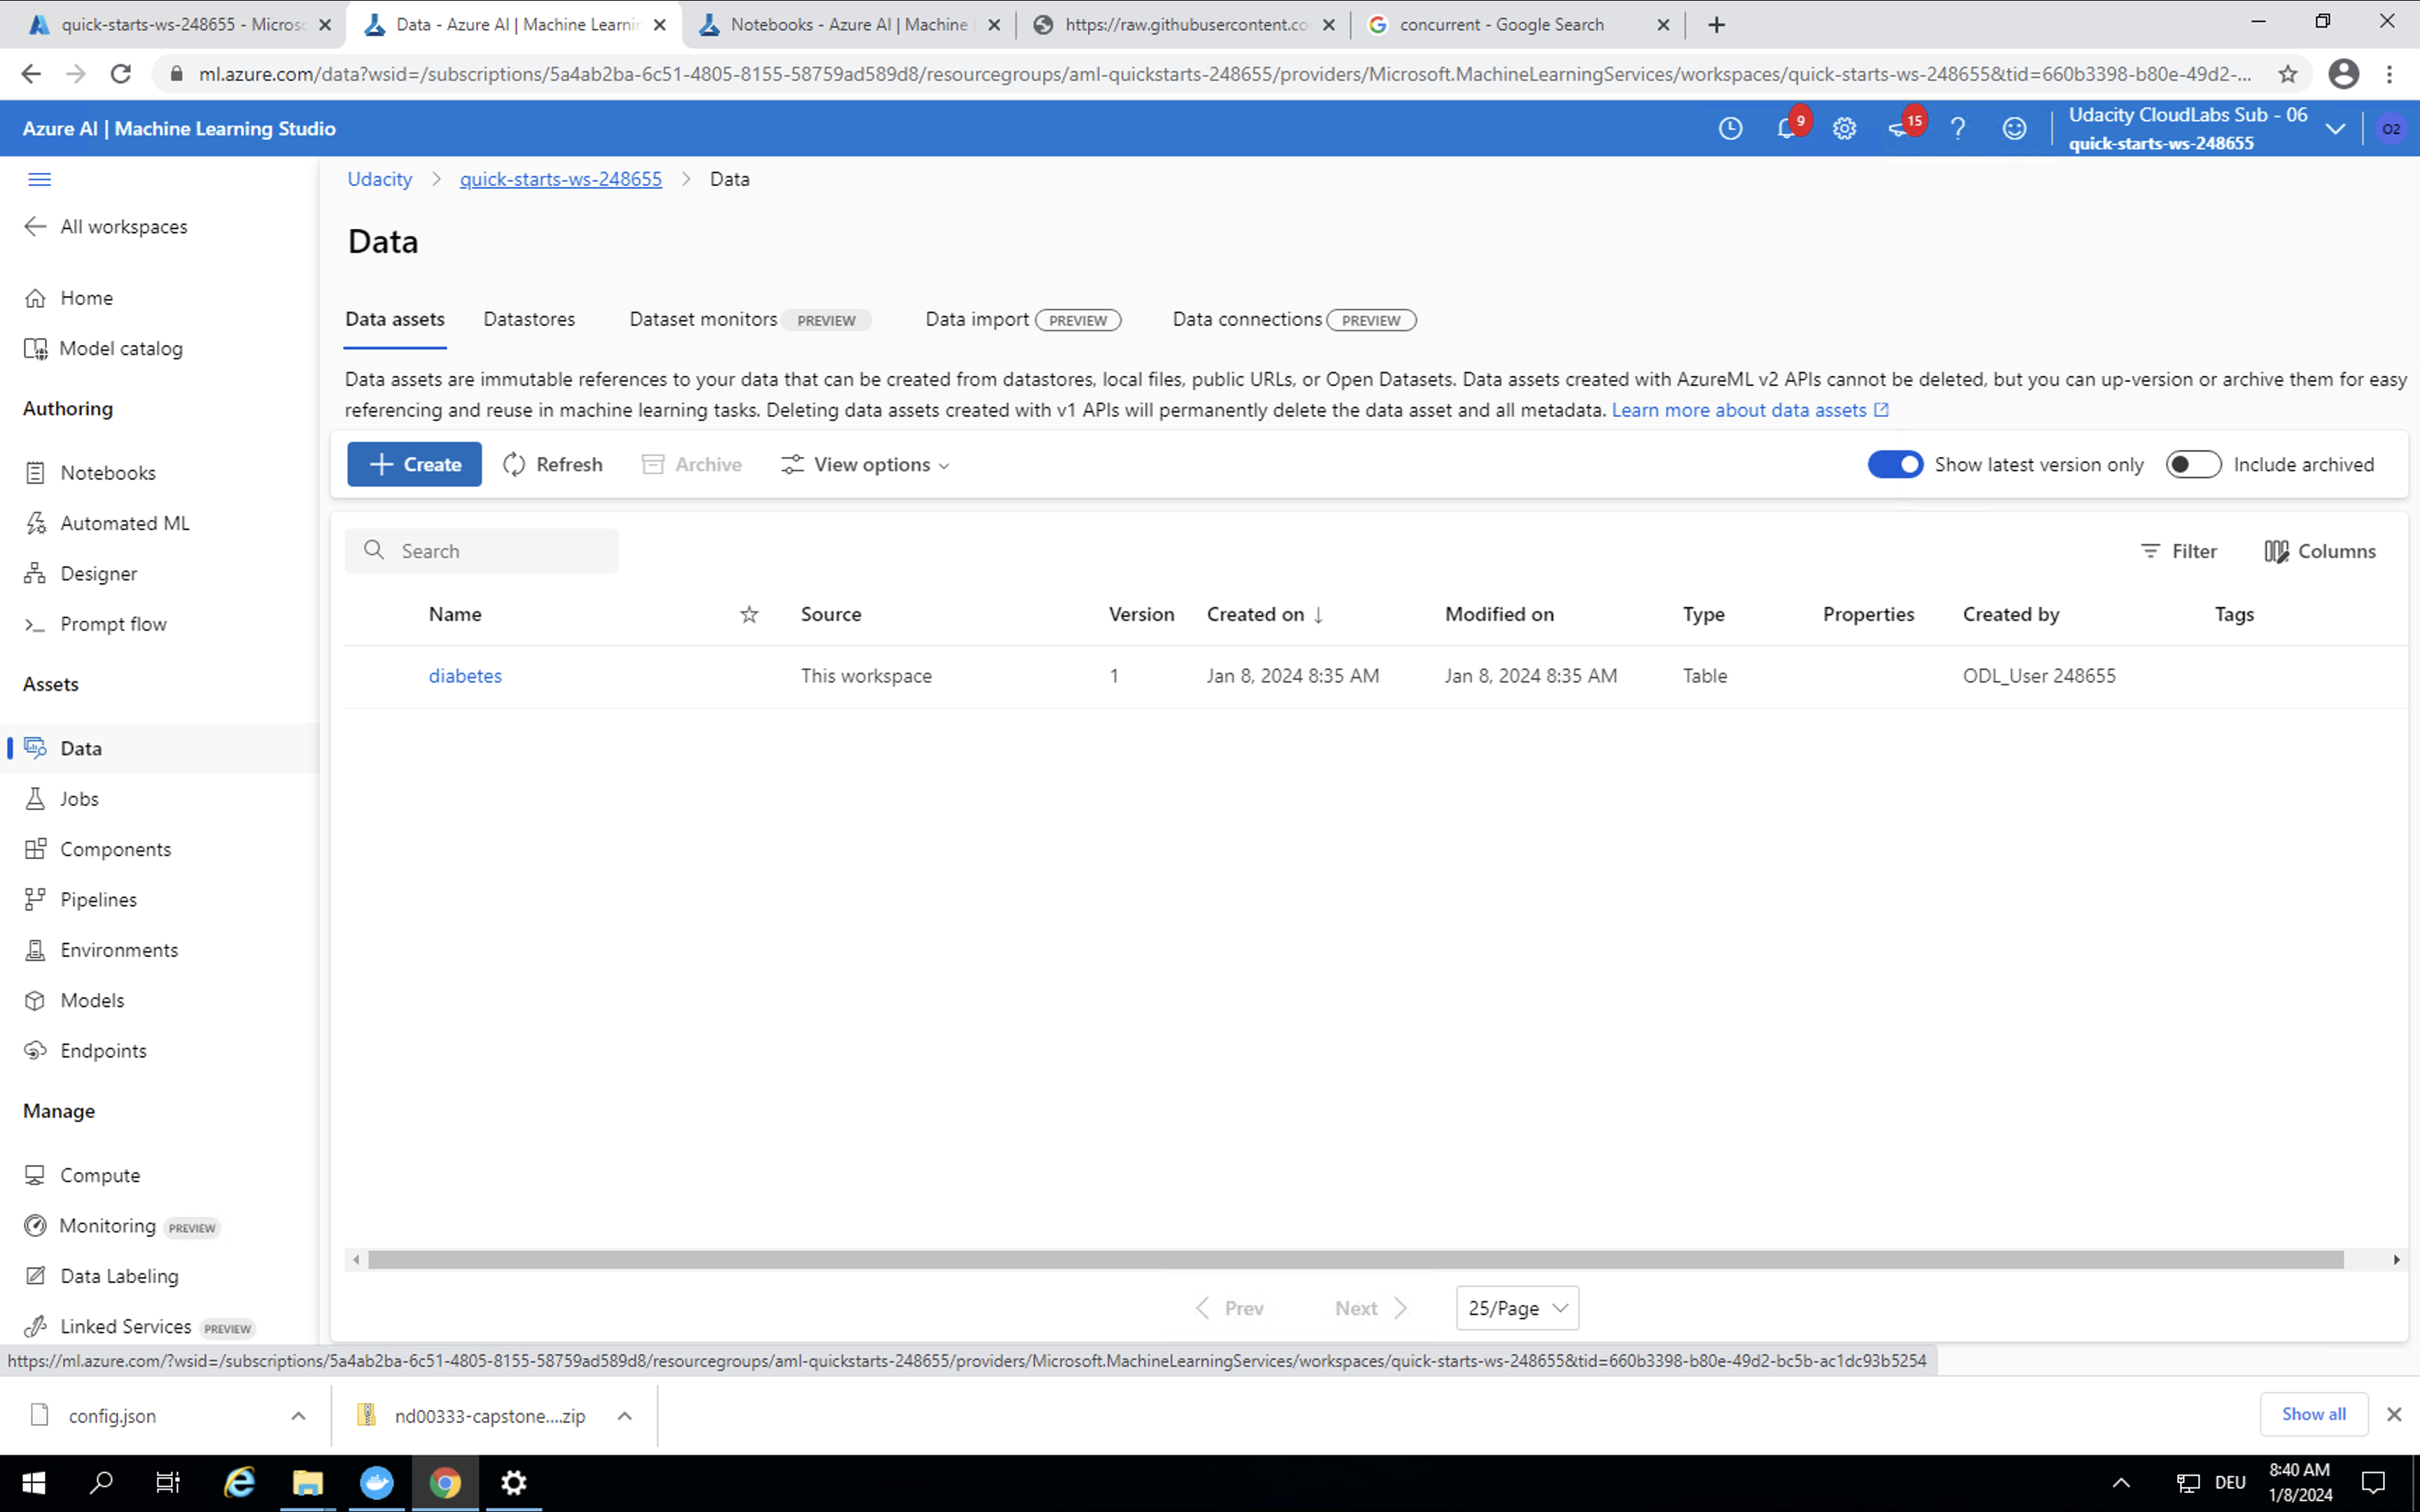 quick-starts-ws-248655 - Micros
Data - Azure AI | Machine Learni
Notebooks - Azure AI | Machine
https://raw.githubusercontent.co
concurrent - Google Search
ml.azure.com/data?wsid=/subscriptions/5a4ab2ba-6c51-4805-8155-58759ad589d8/resourcegroups/aml-quickstarts-248655/providers/Microsoft.MachineLearningServices/workspaces/quick-starts-ws-248655&tid=660b3398-b80e-49d2-...
Azure AI | Machine Learning Studio
9
15
Udacity CloudLabs Sub - 06
quick-starts-ws-248655
O2
Udacity > quick-starts-ws-248655 > Data
All workspaces
Home
Model catalog
Authoring
Notebooks
Automated ML
Designer
Prompt flow
Assets
Data
Jobs
Components
Pipelines
Environments
Models
Endpoints
Manage
Compute
Monitoring PREVIEW
Data Labeling
Linked Services PREVIEW
Data
Data assets Datastores Dataset monitors PREVIEW Data import PREVIEW Data connections PREVIEW
Data assets are immutable references to your data that can be created from datastores, local files, public URLs, or Open Datasets. Data assets created with AzureML v2 APIs cannot be deleted, but you can up-version or archive them for easy
referencing and reuse in machine learning tasks. Deleting data assets created with v1 APIs will permanently delete the data asset and all metadata. Learn more about data assets
Create Refresh Archive View options Show latest version only Include archived
Search Filter Columns
Name Source Version Created on ↓ Modified on Type Properties Created by Tags
diabetes This workspace 1 Jan 8, 2024 8:35 AM Jan 8, 2024 8:35 AM Table ODL_User 248655
Prev Next 25/Page
https://ml.azure.com/?wsid=/subscriptions/5a4ab2ba-6c51-4805-8155-58759ad589d8/resourcegroups/aml-quickstarts-248655/providers/Microsoft.MachineLearningServices/workspaces/quick-starts-ws-248655&tid=660b3398-b80e-49d2-bc5b-ac1dc93b5254
config.json nd00333-capstone....zip Show all
DEU
8:40 AM
1/8/2024